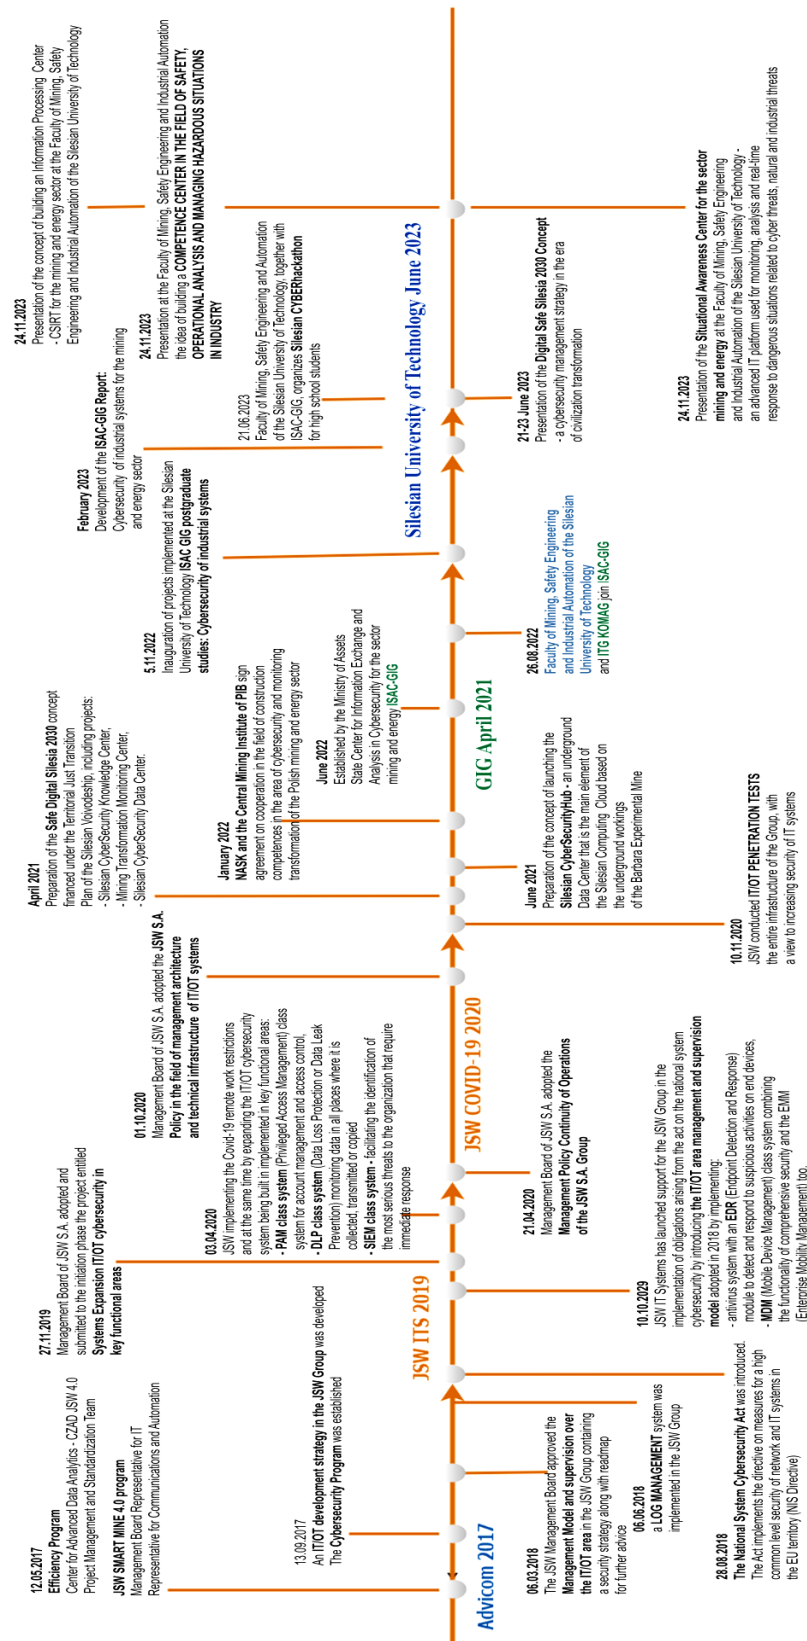 12.05.2017
Efficiency Program
Center for Advanced Data Analytics - CZAD JSW 4.0
Project Management and Standardization Team
JSW SMART MINE 4.0 program
Management Board Representative for IT
Representative for Communications and Automation
13.09.2017
An IT/OT development strategy in the JSW Group was developed
The Cybersecurity Program was established
27.11.2019
Management Board of JSW S.A. adopted and
submitted to the initiation phase the project entitled
Systems Expansion IT/OT cybersecurity in
key functional areas
03.04.2020
JSW implementing the Covid-19 remote work restrictions
and at the same time by expanding the IT/OT cybersecurity
system being built in implemented in key functional areas:
- PAM class system (Privileged Access Management) class
system for account management and access control,
- DLP class system (Data Loss Protection or Data Leak
Prevention) monitoring data in all places where it is
collected, transmitted or copied
- SIEM class system - facilitating the identification of
the most serious threats to the organization that require
immediate response
01.10.2020
Management Board of JSW S.A. adopted the JSW S.A.
Policy in the field of management architecture
and technical infrastructure of IT/OT systems
April 2021
Preparation of the Safe Digital Silesia 2030 concept
financed under the Territorial Just Transition
Plan of the Silesian Voivodeship, including projects:
- Silesian CyberSecurity Knowledge Center,
- Mining Transformation Monitoring Center,
- Silesian CyberSecurity Data Center.
January 2022
NASK and the Central Mining Institute of PIB sign
agreement on cooperation in the field of construction
competences in the area of cybersecurity and monitoring
transformation of the Polish mining and energy sector
June 2022
Established by the Ministry of Assets
State Center for Information Exchange and
Analysis in Cybersecurity for the sector
mining and energy ISAC-GIG
5.11.2022
Inauguration of projects implemented at the Silesian
University of Technology ISAC GIG postgraduate
studies: Cybersecurity of industrial systems
February 2023
Development of the ISAC-GIG Report:
Cybersecurity of industrial systems for the mining
and energy sector
21.06.2023
Faculty of Mining, Safety Engineering and Automation
of the Silesian University of Technology, together with
ISAC-GIG, organizes Silesian CYBERhackathon
for high school students
24.11.2023
Presentation of the concept of building an Information Processing Center
- CSIRT for the mining and energy sector at the Faculty of Mining, Safety
Engineering and Industrial Automation of the Silesian University of Technology
24.11.2023
Presentation at the Faculty of Mining, Safety Engineering and Industrial Automation
the idea of building a COMPETENCE CENTER IN THE FIELD OF SAFETY,
OPERATIONAL ANALYSIS AND MANAGING HAZARDOUS SITUATIONS
IN INDUSTRY
JSW ITS 2019
Silesian University of Technology June 2023
Advicom 2017
JSW COVID-19 2020
GIG April 2021
06.03.2018
The JSW Management Board approved the
Management Model and supervision over
the IT/OT area in the JSW Group containing
a security strategy along with roadmap
for further advice
06.06.2018
a LOG MANAGEMENT system was
implemented in the JSW Group
28.08.2018
The National System Cybersecurity Act was introduced.
The Act implements the directive on measures for a high
common level security of network and IT systems in
the EU territory (NIS Directive)
10.10.2029
JSW IT Systems has launched support for the JSW Group in the
implementation of obligations arising from the act on the national system
cybersecurity by introducing the IT/OT area management and supervision
model adopted in 2018 by implementing:
- antivirus system with an EDR (Endpoint Detection and Response)
module to detect and respond to suspicious activities on end devices,
- MDM (Mobile Device Management) class system combining
the functionality of comprehensive security and the EMM
(Enterprise Mobility Management) too.
21.04.2020
Management Board of JSW S.A. adopted the
Management Policy Continuity of Operations
of the JSW S.A. Group
10.11.2020
JSW conducted IT/OT PENETRATION TESTS
the entire infrastructure of the Group, with
a view to increasing security of IT systems
June 2021
Preparation of the concept of launching the
Silesian CyberSecurityHub - an underground
Data Center that is the main element of
the Silesian Computing Cloud based on
the underground workings
of the Barbara Experimental Mine
26.08.2022
Faculty of Mining, Safety Engineering
and Industrial Automation of the Silesian
University of Technology
and ITG KOMAG join ISAC-GIG
21-23 June 2023
Presentation of the Digital Safe Silesia 2030 Concept
- a cybersecurity management strategy in the era
of civilization transformation
24.11.2023
Presentation of the Situational Awareness Center for the sector
mining and energy at the Faculty of Mining, Safety Engineering
and Industrial Automation of the Silesian University of Technology -
an advanced IT platform used for monitoring, analysis and real-time
response to dangerous situations related to cyber threats, natural and industrial threats